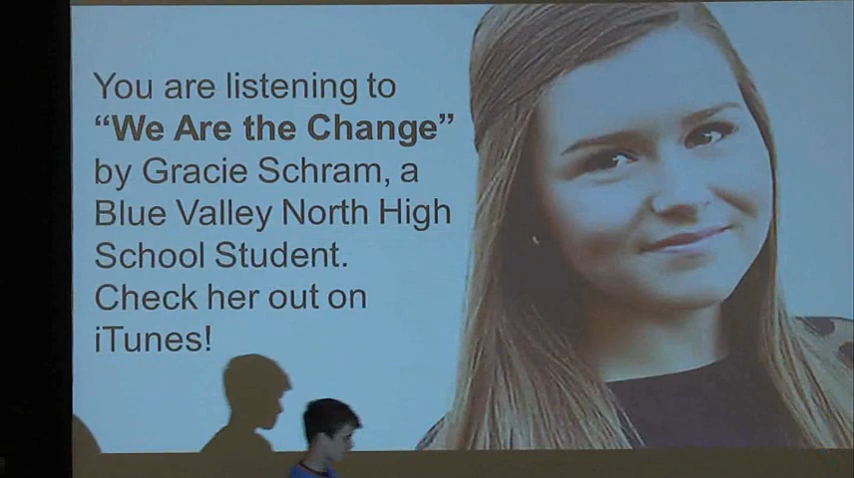 You are listening to
“We Are the Change”
by Gracie Schram, a
Blue Valley North High
School Student.
Check her out on
iTunes!